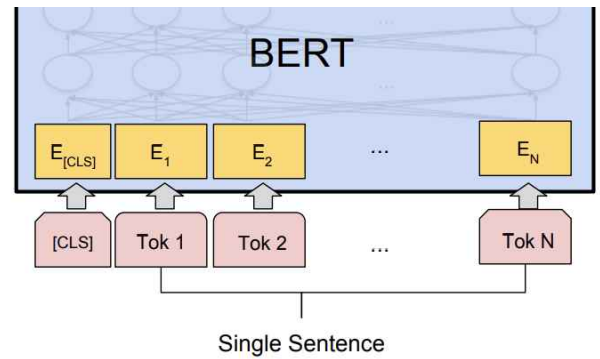 ...
...
BERT
E[CLS] E1 E2 ... EN
[CLS] Tok 1 Tok 2 ... Tok N
Single Sentence